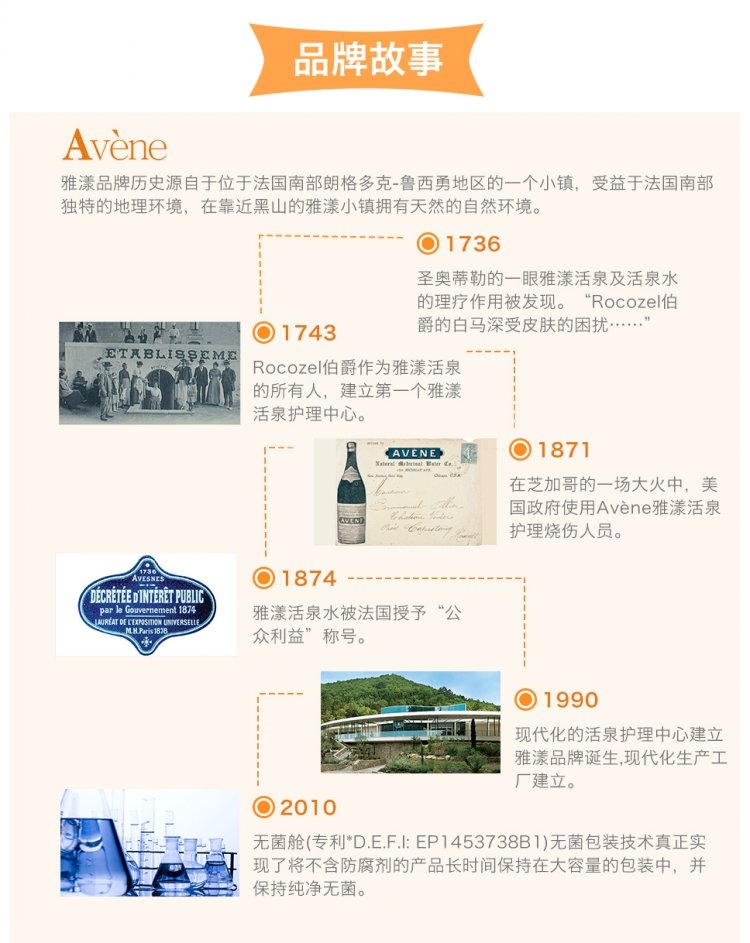 品牌故事
Avène
雅漾品牌历史源自于位于法国南部朗格多克-鲁西勇地区的一个小镇，受益于法国南部
独特的地理环境，在靠近黑山的雅漾小镇拥有天然的自然环境。
1736
圣奥蒂勒的一眼雅漾活泉及活泉水
的理疗作用被发现。“Rocozel伯
爵的白马深受皮肤的困扰……”
ETABLISSEME
1743
Rocozel伯爵作为雅漾活泉
的所有人，建立第一个雅漾
活泉护理中心。
AVÈNE
Natural Medicinal Water Co.
Chicago, U.S.A.
AVÈNE
1871
在芝加哥的一场大火中，美
国政府使用Avène雅漾活泉
护理烧伤人员。
1736
AVESNES
DÉCRÉTÉE D'INTÉRÊT PUBLIC
par le Gouvernement 1874
LAURÉAT DE L'EXPOSITION UNIVERSELLE
M.H. Paris 1878
1874
雅漾活泉水被法国授予“公
众利益”称号。
1990
现代化的活泉护理中心建立
雅漾品牌诞生,现代化生产工
厂建立。
2010
无菌舱(专利*D.E.F.I: EP1453738B1)无菌包装技术真正实
现了将不含防腐剂的产品长时间保持在大容量的包装中，并
保持纯净无菌。